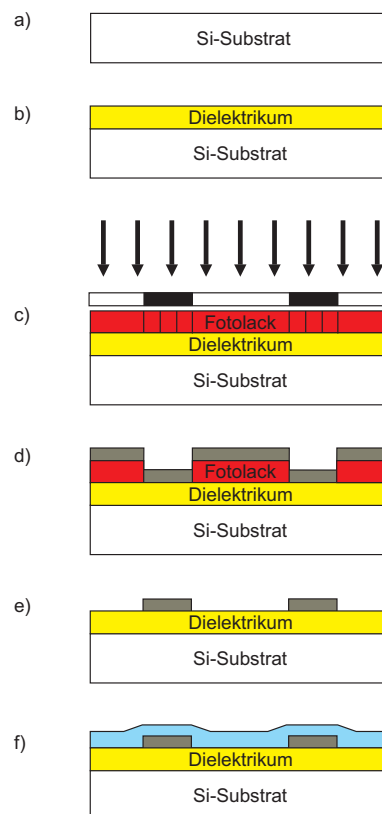 a)
Si-Substrat
b)
Dielektrikum
Si-Substrat
c)
Fotolack
Dielektrikum
Si-Substrat
d)
Fotolack
Dielektrikum
Si-Substrat
e)
Dielektrikum
Si-Substrat
f)
Dielektrikum
Si-Substrat